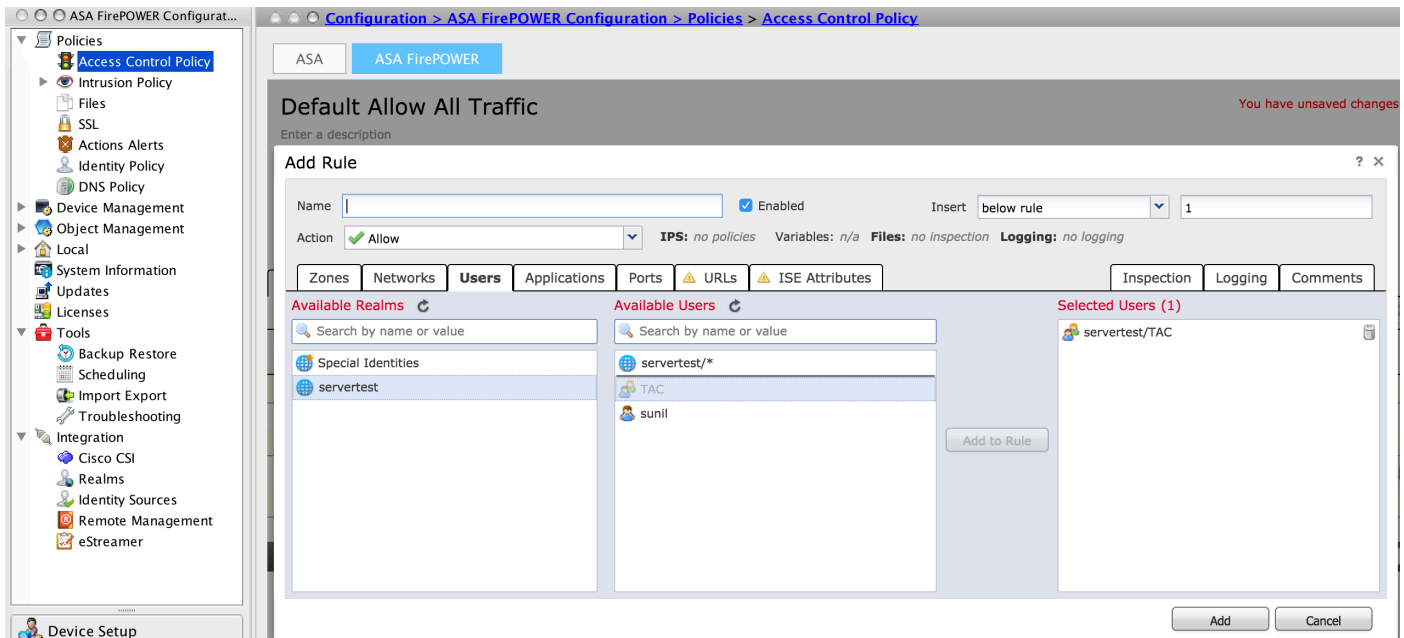 ASA FirePOWER Configurat...
Policies
Access Control Policy
Intrusion Policy
Files
SSL
Actions Alerts
Identity Policy
DNS Policy
Device Management
Object Management
Local
System Information
Updates
Licenses
Tools
Backup Restore
Scheduling
Import Export
Troubleshooting
Integration
Cisco CSI
Realms
Identity Sources
Remote Management
eStreamer
Device Setup
Configuration > ASA FirePOWER Configuration > Policies > Access Control Policy
ASA ASA FirePOWER
Default Allow All Traffic You have unsaved changes
Enter a description
Add Rule ?
Name Enabled Insert below rule 1
Action Allow IPS: no policies Variables: n/a Files: no inspection Logging: no logging
Zones Networks Users Applications Ports URLs ISE Attributes Inspection Logging Comments
Available Realms Available Users Selected Users (1)
Search by name or value Search by name or value servertest/TAC
Special Identities servertest/*
servertest TAC
sunil
Add to Rule
Add Cancel